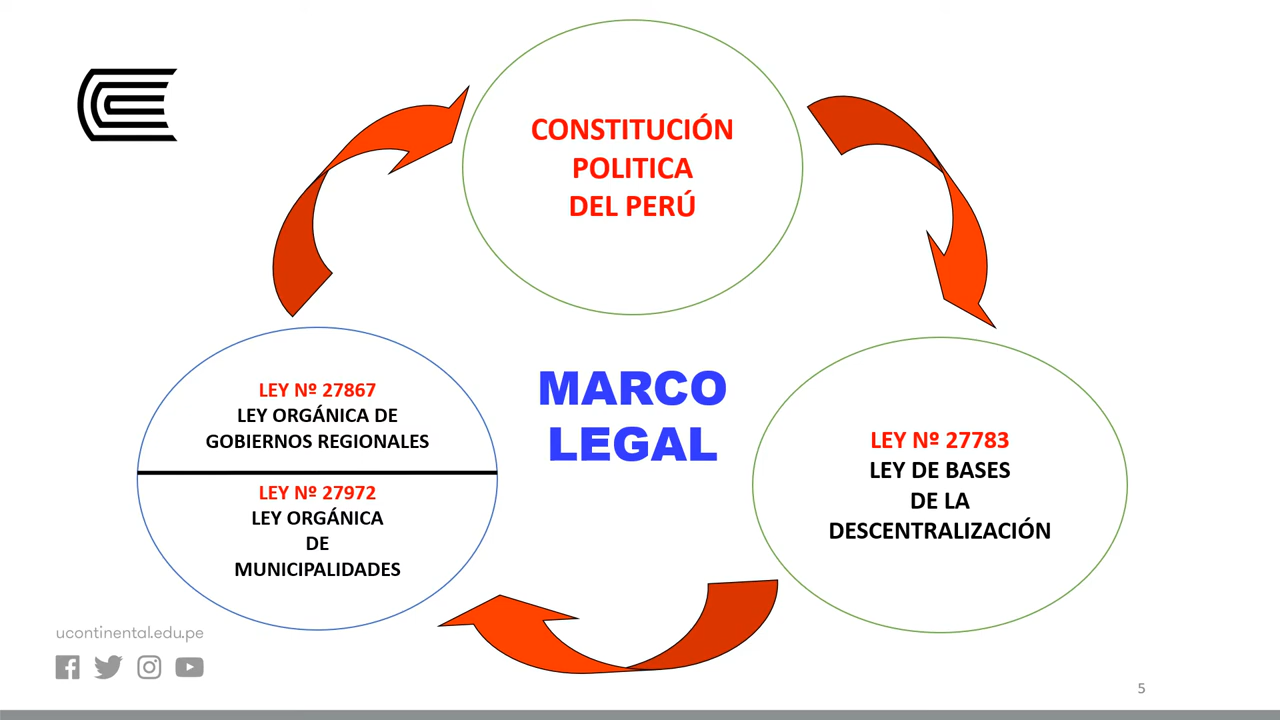 CONSTITUCIÓN
POLITICA
DEL PERÚ
MARCO
LEGAL
LEY Nº 27867
LEY ORGÁNICA DE
GOBIERNOS REGIONALES
LEY Nº 27972
LEY ORGÁNICA
DE
MUNICIPALIDADES
LEY Nº 27783
LEY DE BASES
DE LA
DESCENTRALIZACIÓN
ucontinental.edu.pe
5